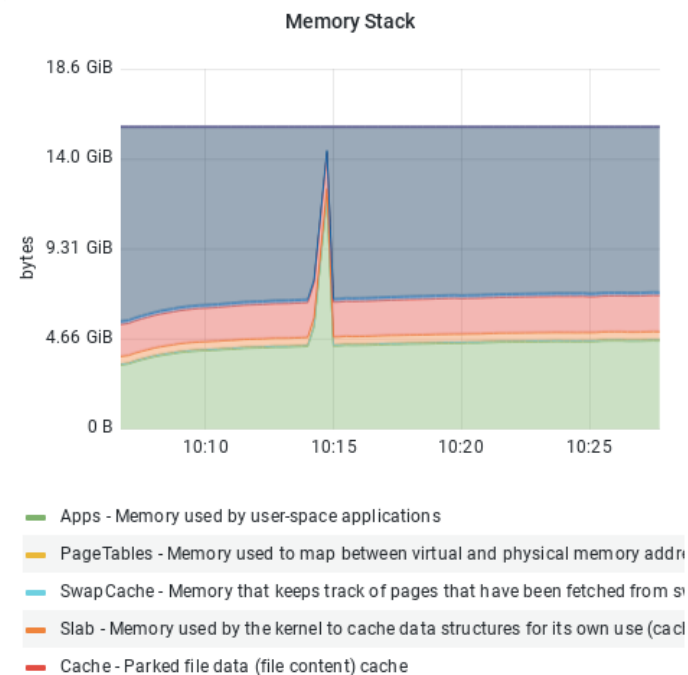 Memory Stack
18.6 GiB
14.0 GiB
9.31 GiB
4.66 GiB
0 B
bytes
10:10 10:15 10:20 10:25
Apps - Memory used by user-space applications
PageTables - Memory used to map between virtual and physical memory addre
SwapCache - Memory that keeps track of pages that have been fetched from sw
Slab - Memory used by the kernel to cache data structures for its own use (cach
Cache - Parked file data (file content) cache